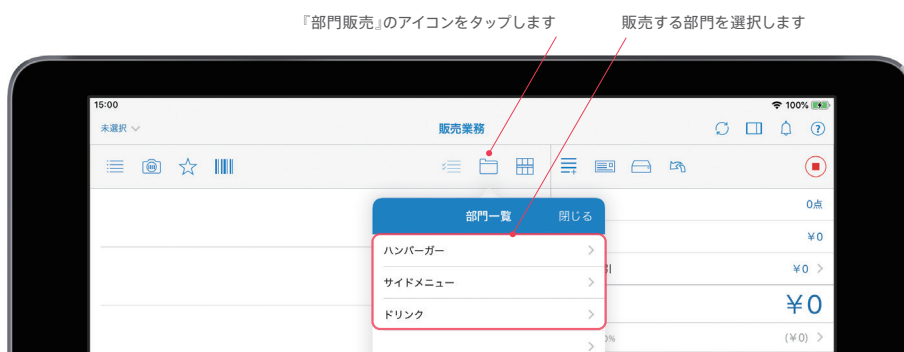 『部門販売』のアイコンをタップします
販売する部門を選択します
15:00
100%
未選択
販売業務
部門一覧
閉じる
0点
ハンバーガー
¥0
サイドメニュー
引
¥0
ドリンク
¥0
(¥0)